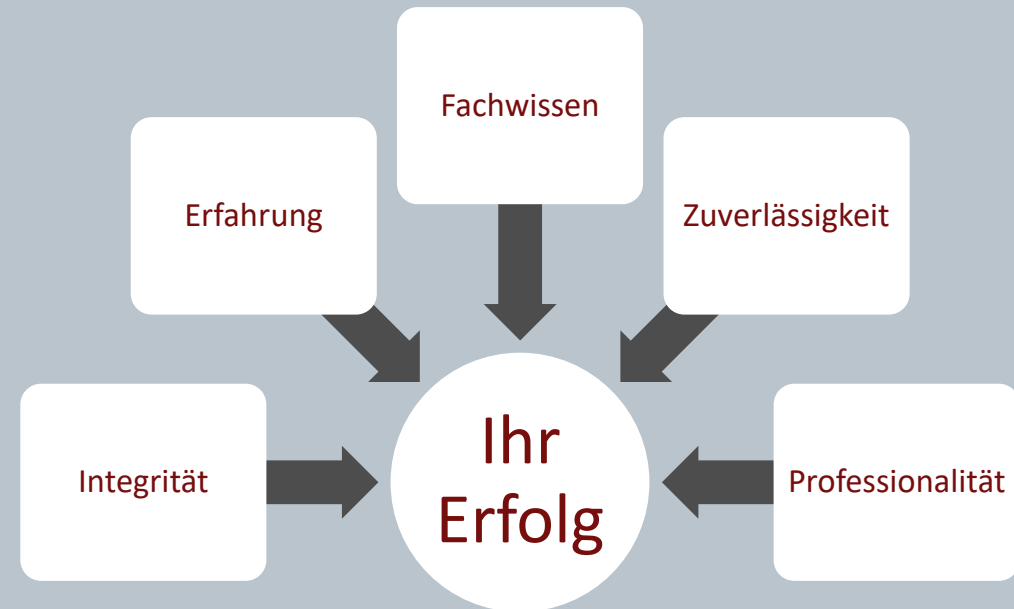 Fachwissen
Erfahrung
Zuverlässigkeit
Integrität
Ihr
Erfolg
Professionalität